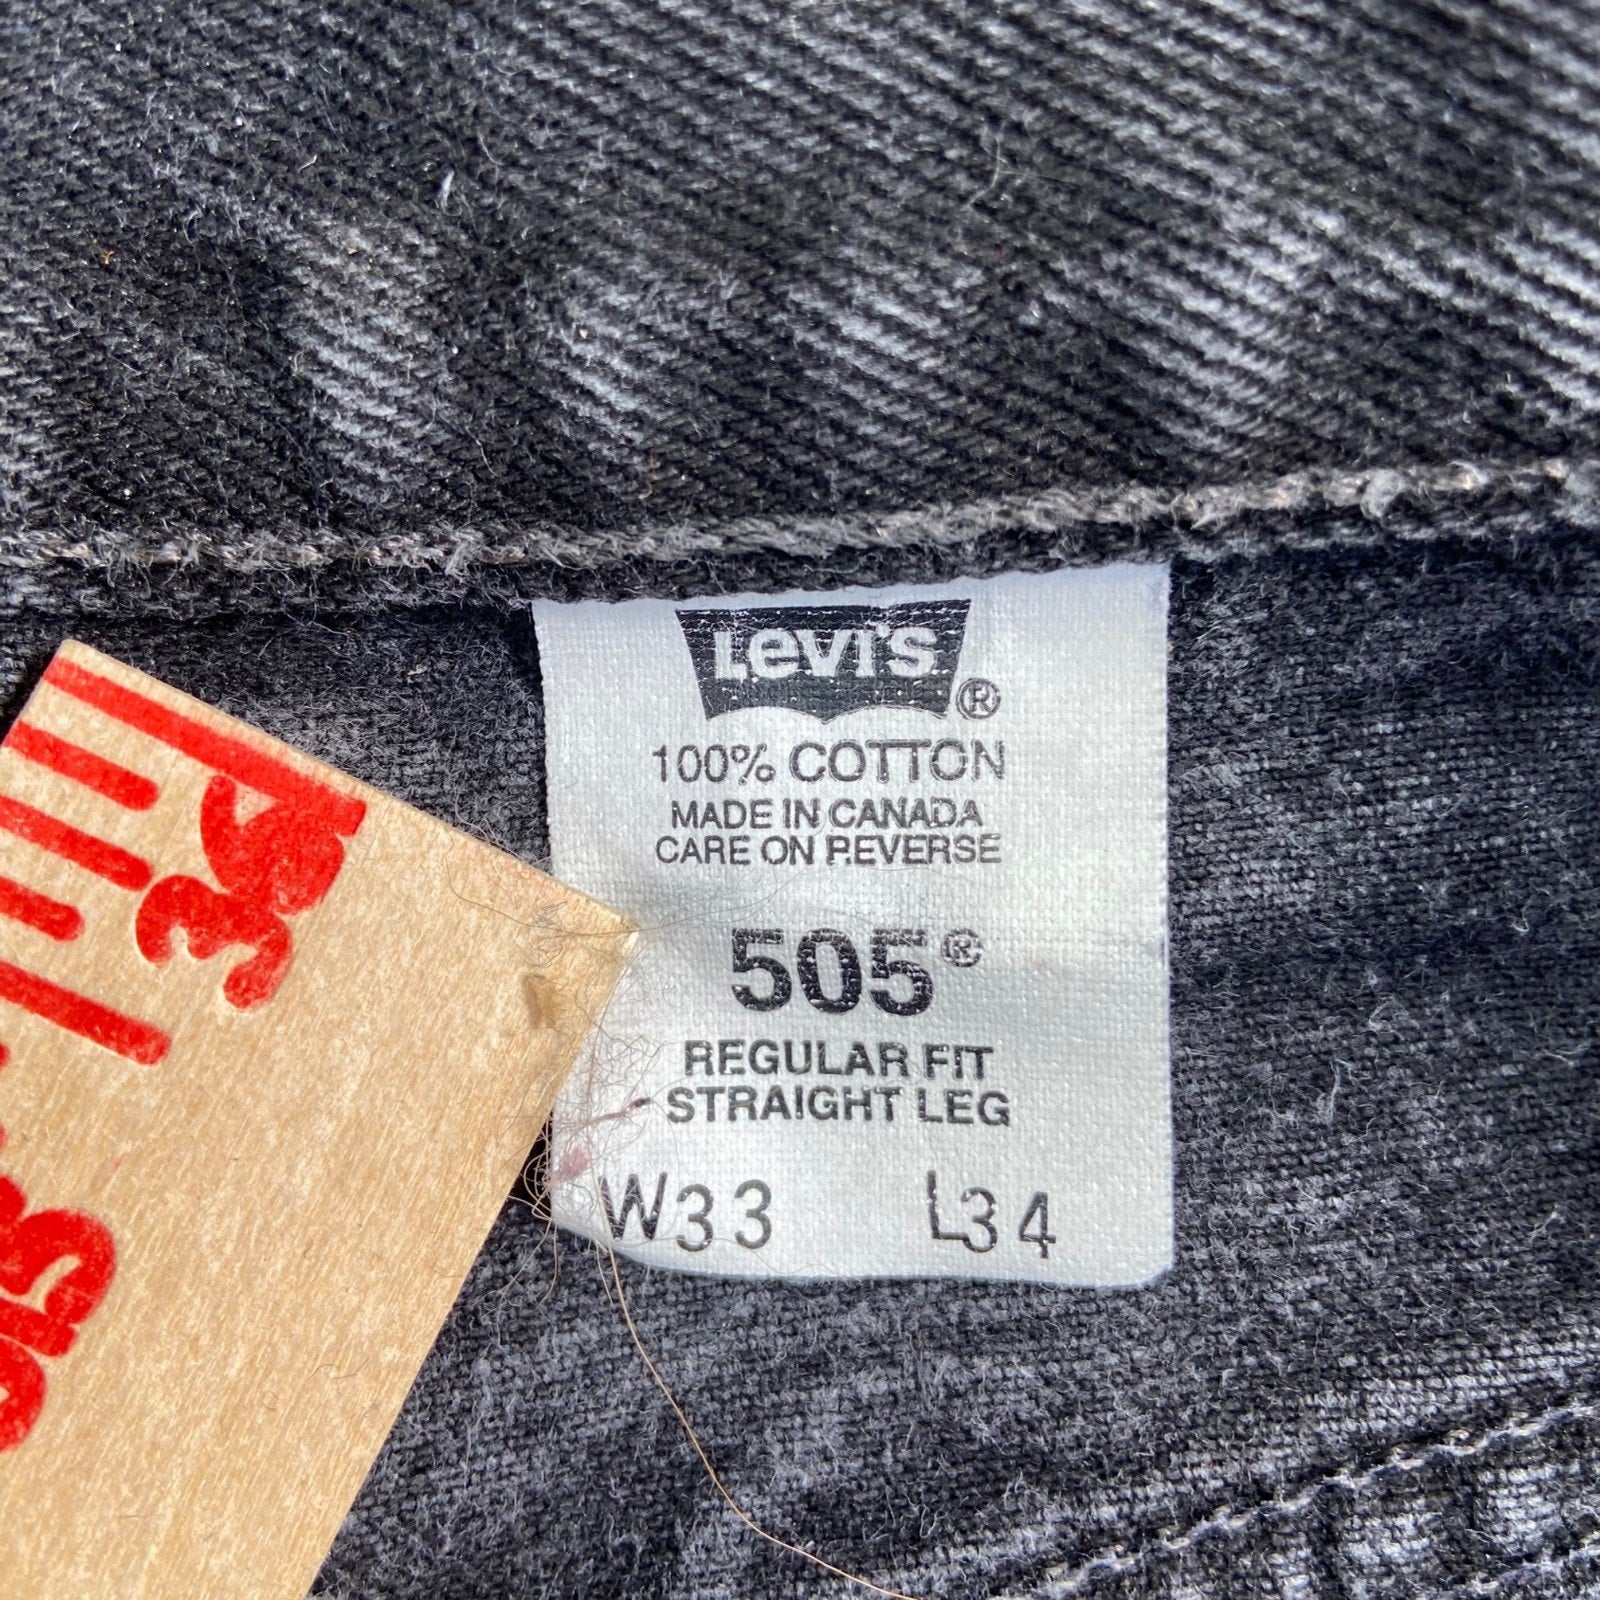 Levi's ®
100% COTTON
MADE IN CANADA
CARE ON REVERSE
505®
REGULAR FIT
STRAIGHT LEG
W33 L34